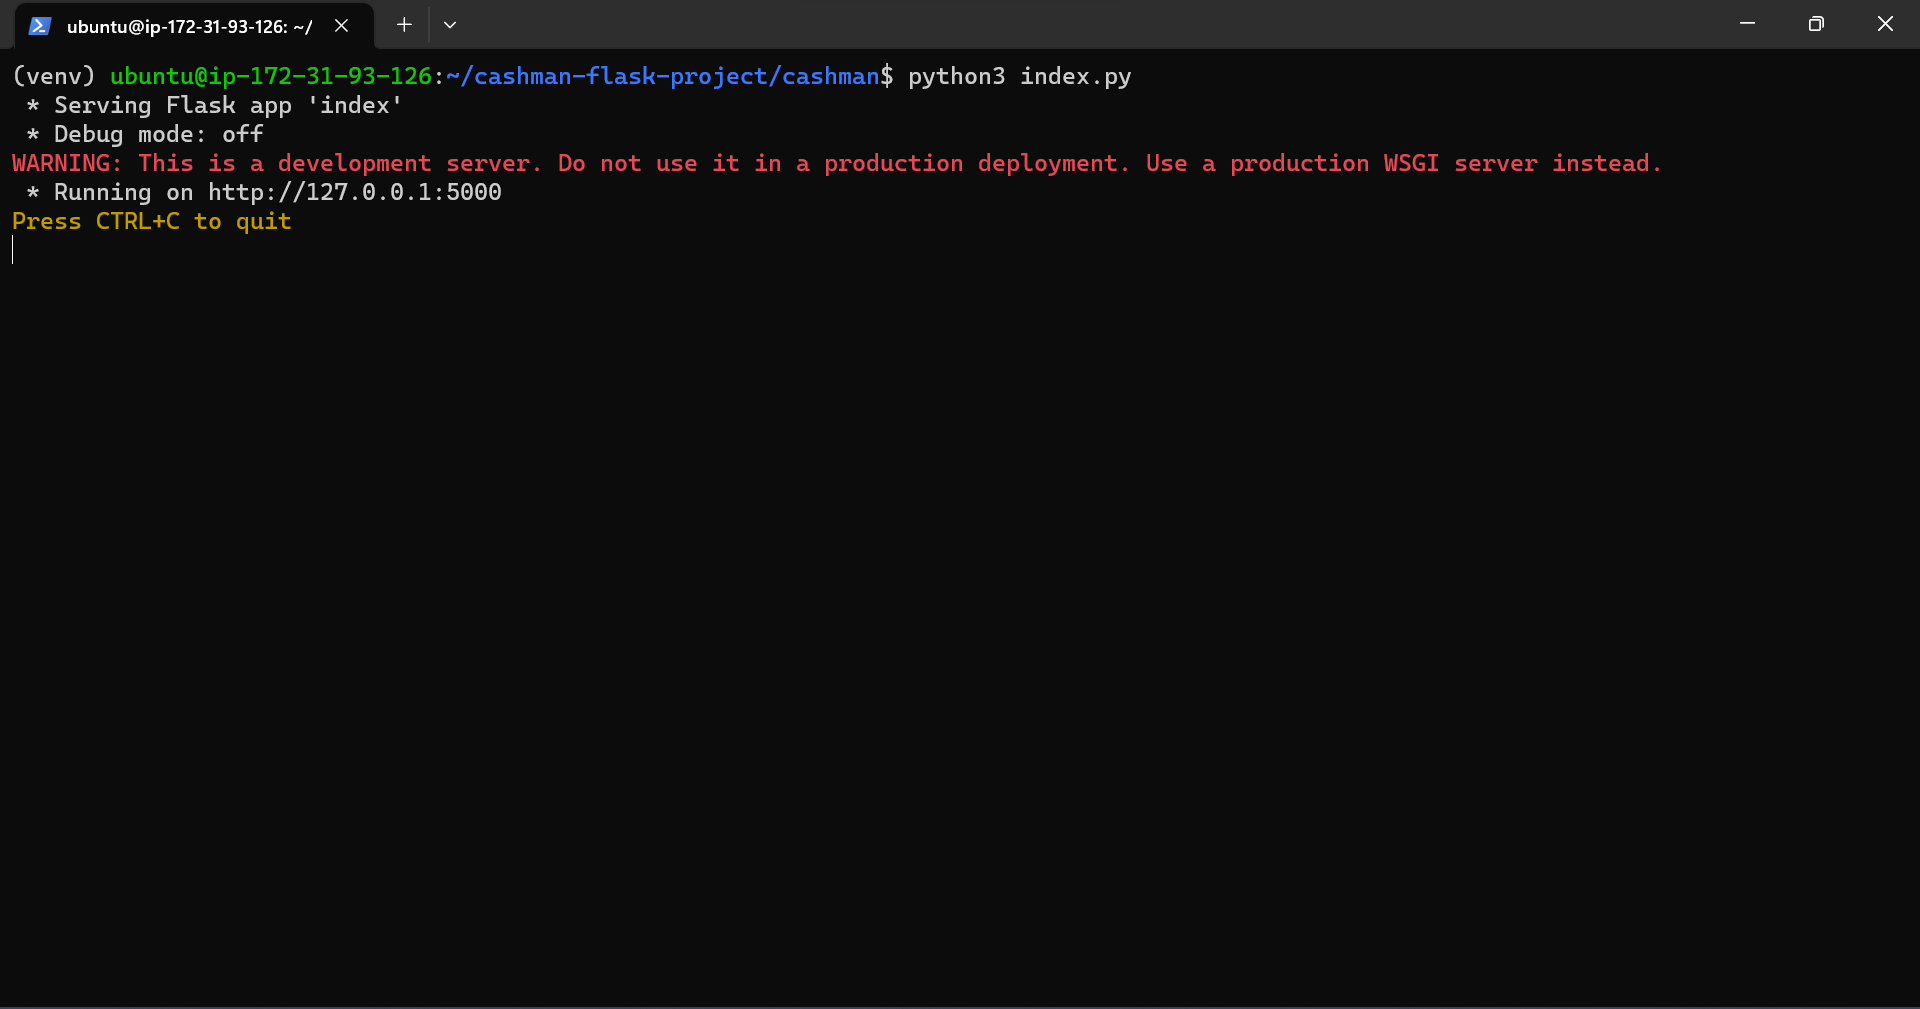 ubuntu@ip-172-31-93-126: ~/
(venv) ubuntu@ip-172-31-93-126:~/cashman-flask-project/cashman$ python3 index.py
 * Serving Flask app 'index'
 * Debug mode: off
WARNING: This is a development server. Do not use it in a production deployment. Use a production WSGI server instead.
 * Running on http://127.0.0.1:5000
Press CTRL+C to quit